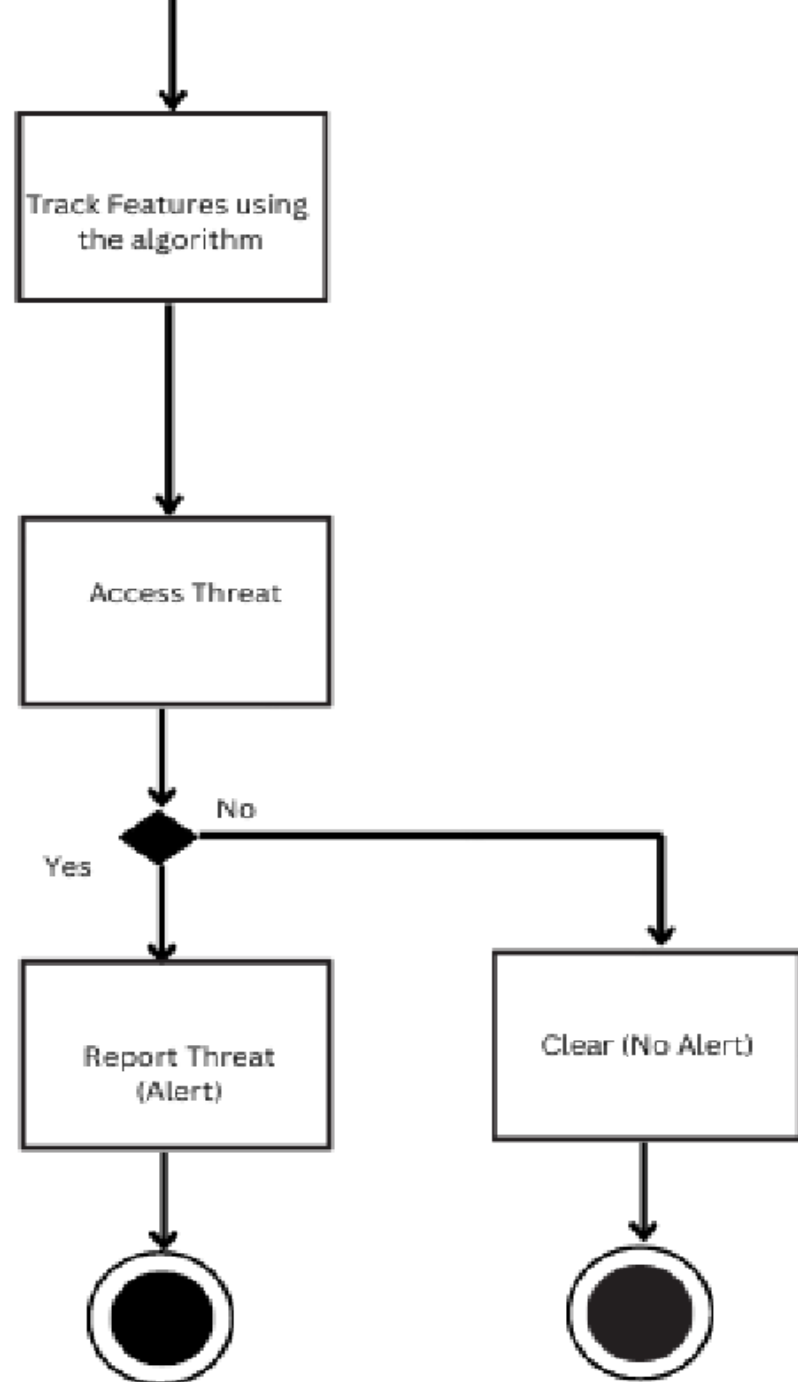 Track Features using
the algorithm
Access Threat
No
Yes
Report Threat
(Alert)
Clear (No Alert)